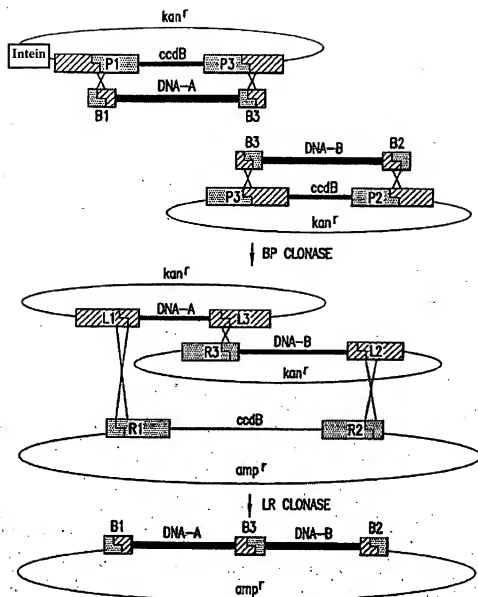 kanʳ
Intein
P1 ccdB P3
DNA-A
B1 B3
B3 DNA-B B2
ccdB
P3 P2
kanʳ
BP CLONASE
kanʳ
L1 DNA-A L3
R3 DNA-B L2
kanʳ
R1 ccdB R2
ampʳ
LR CLONASE
B1 DNA-A B3 DNA-B B2
ampʳ